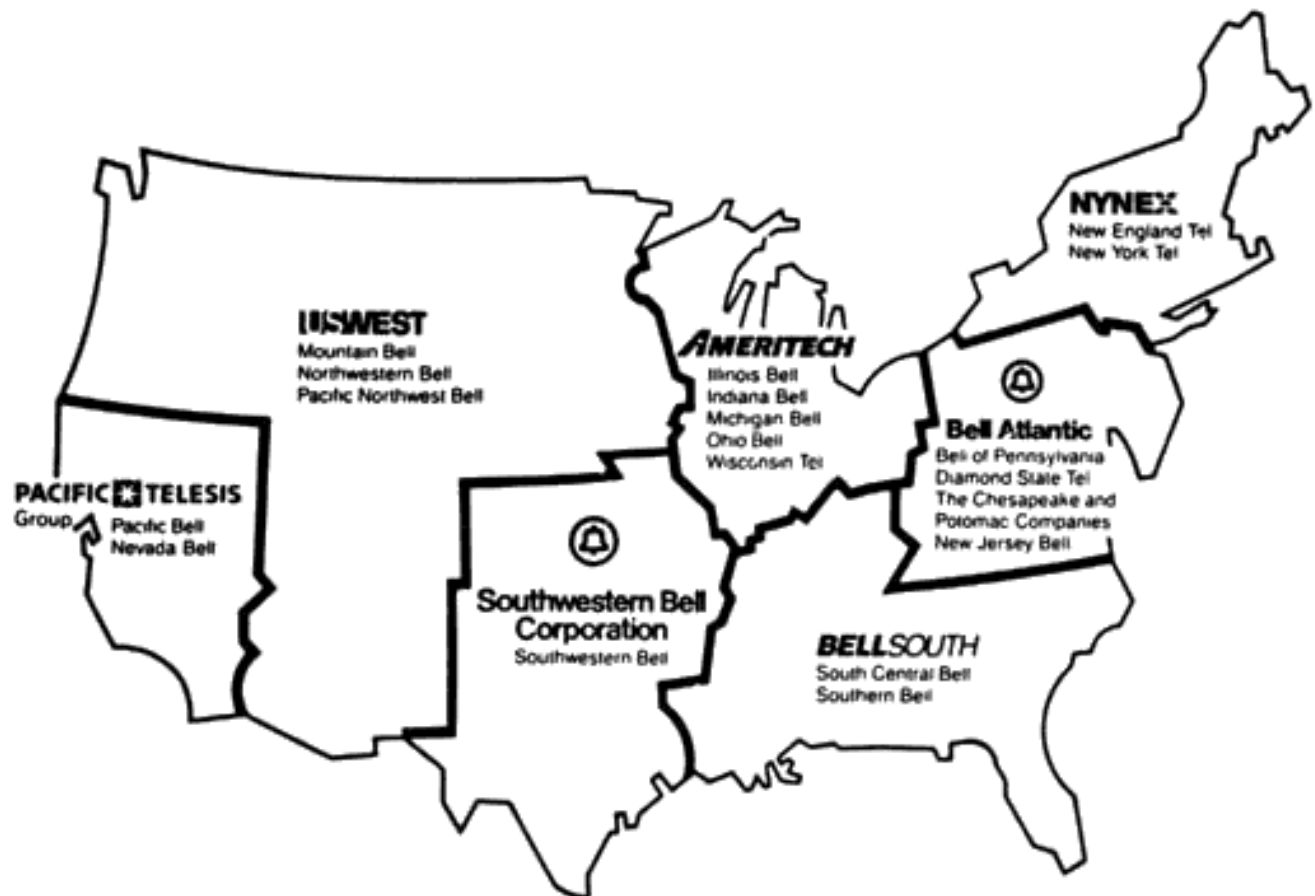 NYNEX
New England Tel
New York Tel
USWEST
Mountain Bell
Northwestern Bell
Pacific Northwest Bell
AMERITECH
Illinois Bell
Indiana Bell
Michigan Bell
Ohio Bell
Wisconsin Tel
Bell Atlantic
Bell of Pennsylvania
Diamond State Tel
The Chesapeake and
Potomac Companies
New Jersey Bell
PACIFIC TELESIS
Group
Pacific Bell
Nevada Bell
Southwestern Bell
Corporation
Southwestern Bell
BELLSOUTH
South Central Bell
Southern Bell